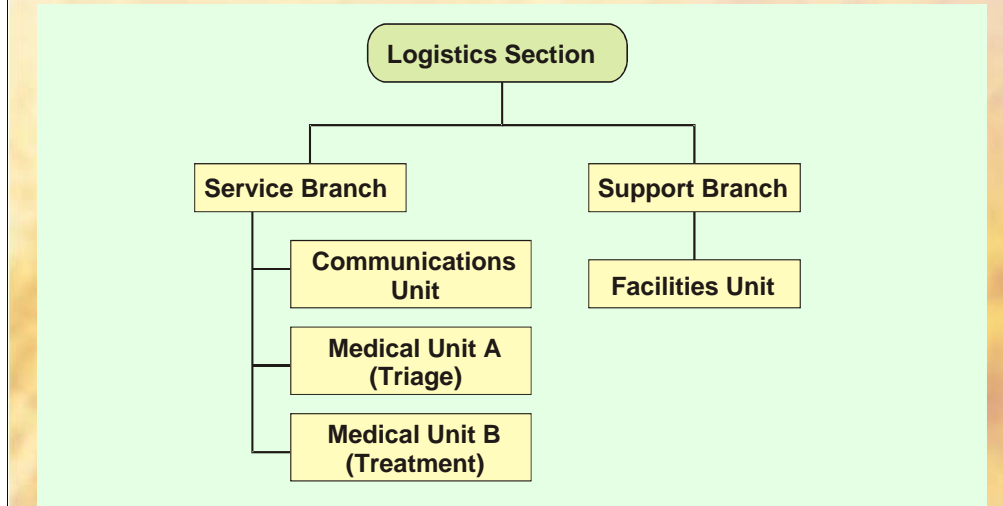 Logistics Section
Service Branch
Support Branch
Communications
Unit
Facilities Unit
Medical Unit A
(Triage)
Medical Unit B
(Treatment)